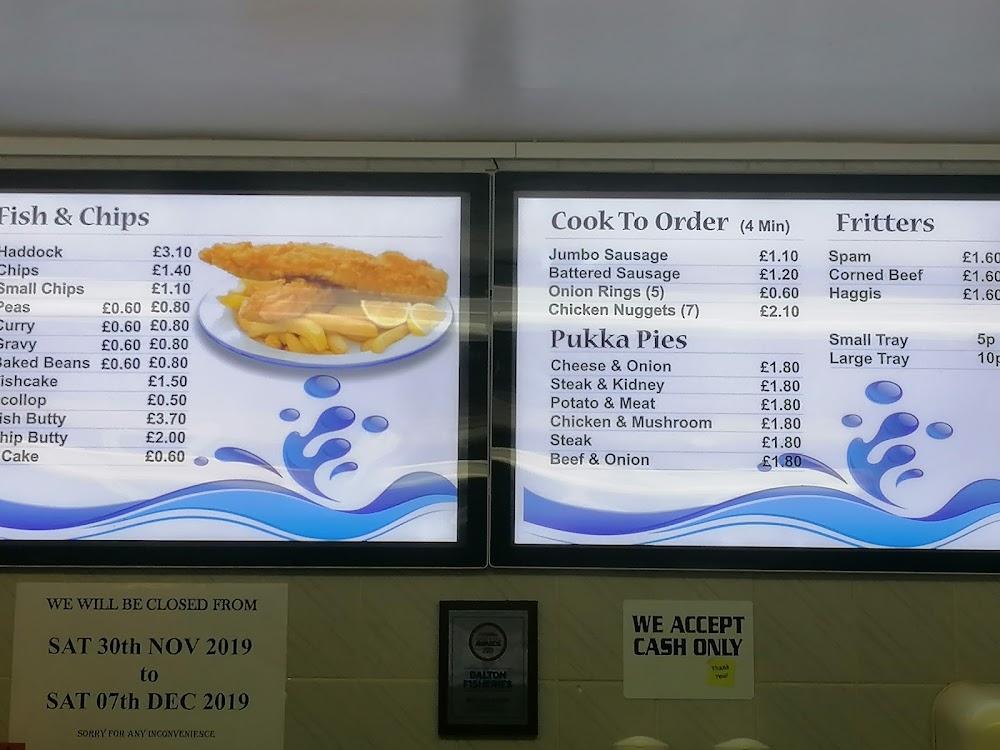 Fish & Chips
Haddock £3.10
Chips £1.40
Small Chips £1.10
Peas £0.60 £0.80
Curry £0.60 £0.80
Gravy £0.60 £0.80
Baked Beans £0.60 £0.80
ishcake £1.50
collop £0.50
ish Butty £3.70
hip Butty £2.00
Cake £0.60
Cook To Order (4 Min)
Jumbo Sausage £1.10
Battered Sausage £1.20
Onion Rings (5) £0.60
Chicken Nuggets (7) £2.10
Pukka Pies
Cheese & Onion £1.80
Steak & Kidney £1.80
Potato & Meat £1.80
Chicken & Mushroom £1.80
Steak £1.80
Beef & Onion £1.80
Fritters
Spam £1.60
Corned Beef £1.60
Haggis £1.60
Small Tray 5p
Large Tray 10p
WE WILL BE CLOSED FROM
SAT 30th NOV 2019
to
SAT 07th DEC 2019
SORRY FOR ANY INCONVENIESCE
AWARDS
DALTON
FISHERIES
WE ACCEPT
CASH ONLY
Thank
You!